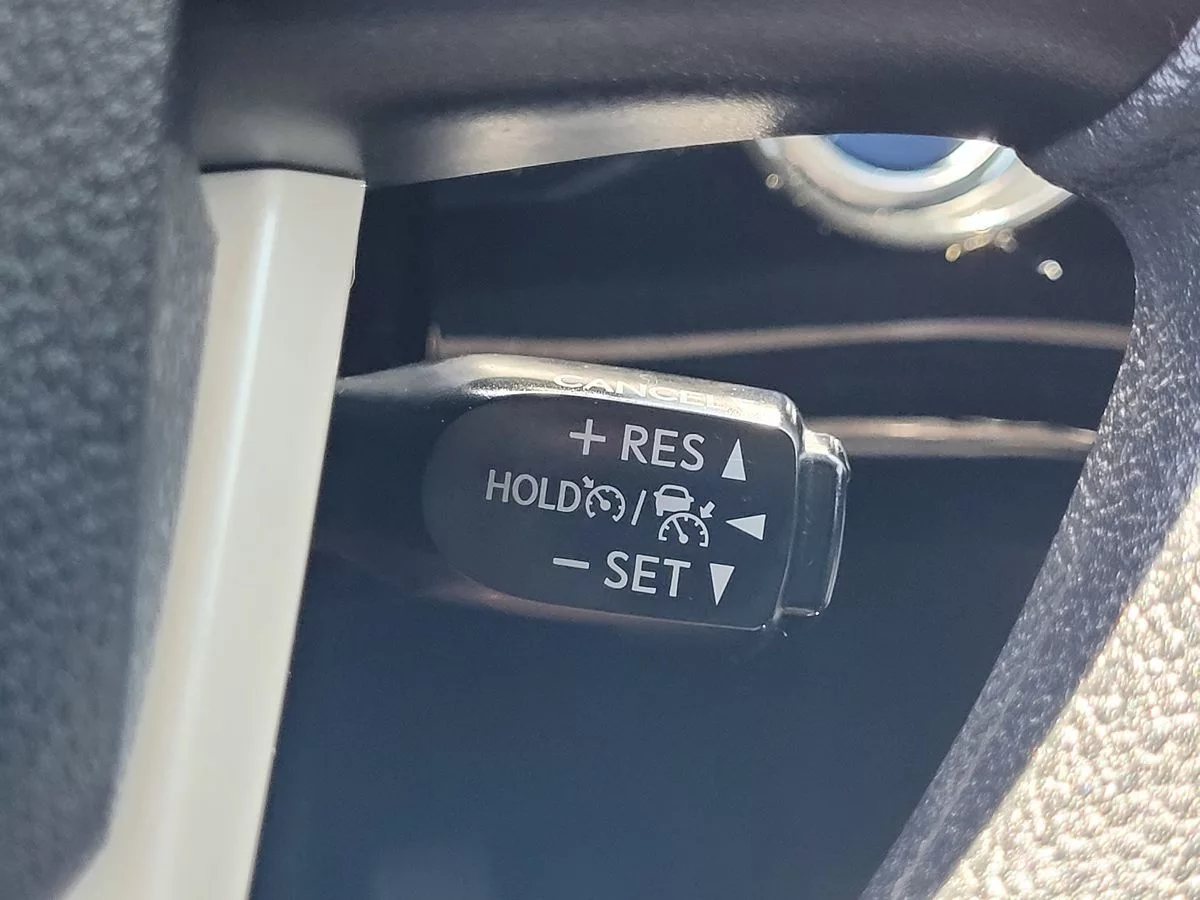 CANCEL
+ RES ▲
HOLD / ◀
− SET ▼